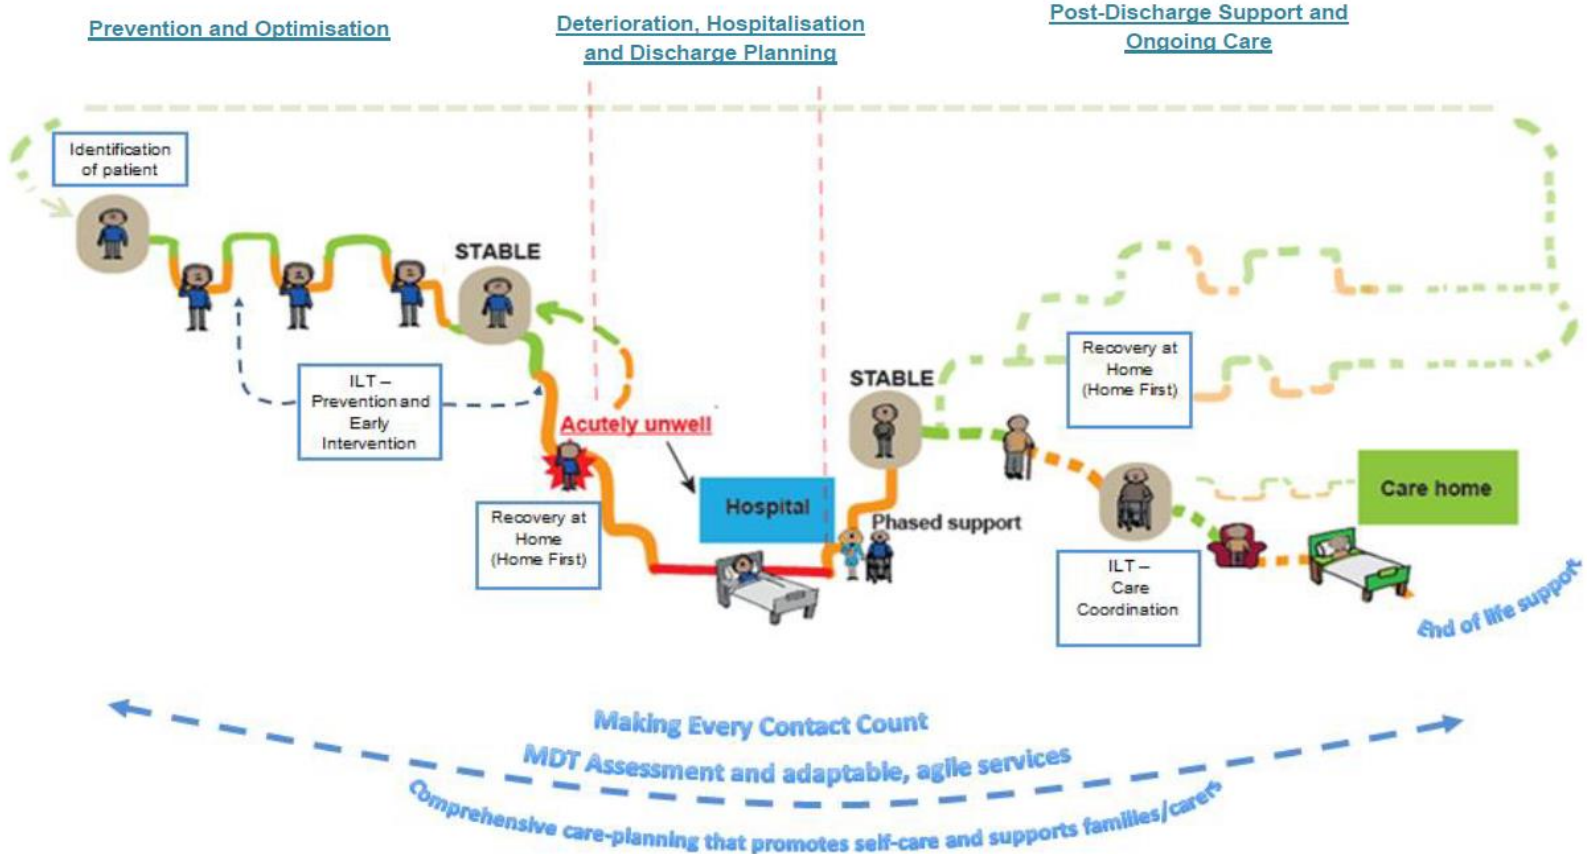 Prevention and Optimisation
Deterioration, Hospitalisation
and Discharge Planning
Post-Discharge Support and
Ongoing Care
Identification
of patient
STABLE
ILT –
Prevention and
Early
Intervention
Acutely unwell
Recovery at
Home
(Home First)
Hospital
STABLE
Phased support
Recovery at
Home
(Home First)
ILT –
Care
Coordination
Care home
End of life support
Making Every Contact Count
MDT Assessment and adaptable, agile services
Comprehensive care-planning that promotes self-care and supports families/carers